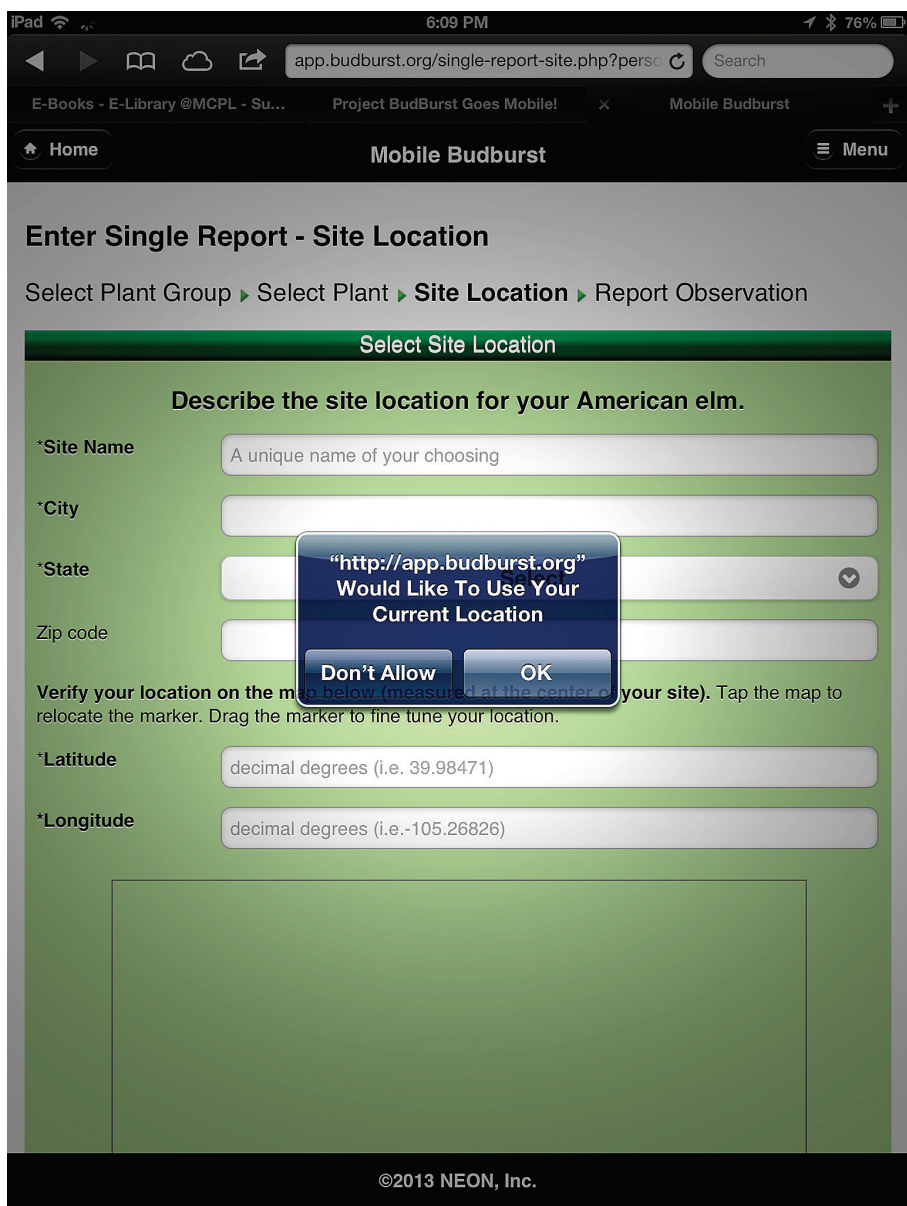 iPad 6:09 PM 76%
app.budburst.org/single-report-site.php?perso Search
E-Books - E-Library @MCPL - Su... Project BudBurst Goes Mobile! Mobile Budburst
Home Mobile Budburst Menu
Enter Single Report - Site Location
Select Plant Group Select Plant Site Location Report Observation
Select Site Location
Describe the site location for your American elm.
*Site Name A unique name of your choosing
*City
*State Select
Zip code
"http://app.budburst.org"
Would Like To Use Your
Current Location
Don't Allow OK
Verify your location on the map below (measured at the center of your site). Tap the map to
relocate the marker. Drag the marker to fine tune your location.
*Latitude decimal degrees (i.e. 39.98471)
*Longitude decimal degrees (i.e.-105.26826)
©2013 NEON, Inc.